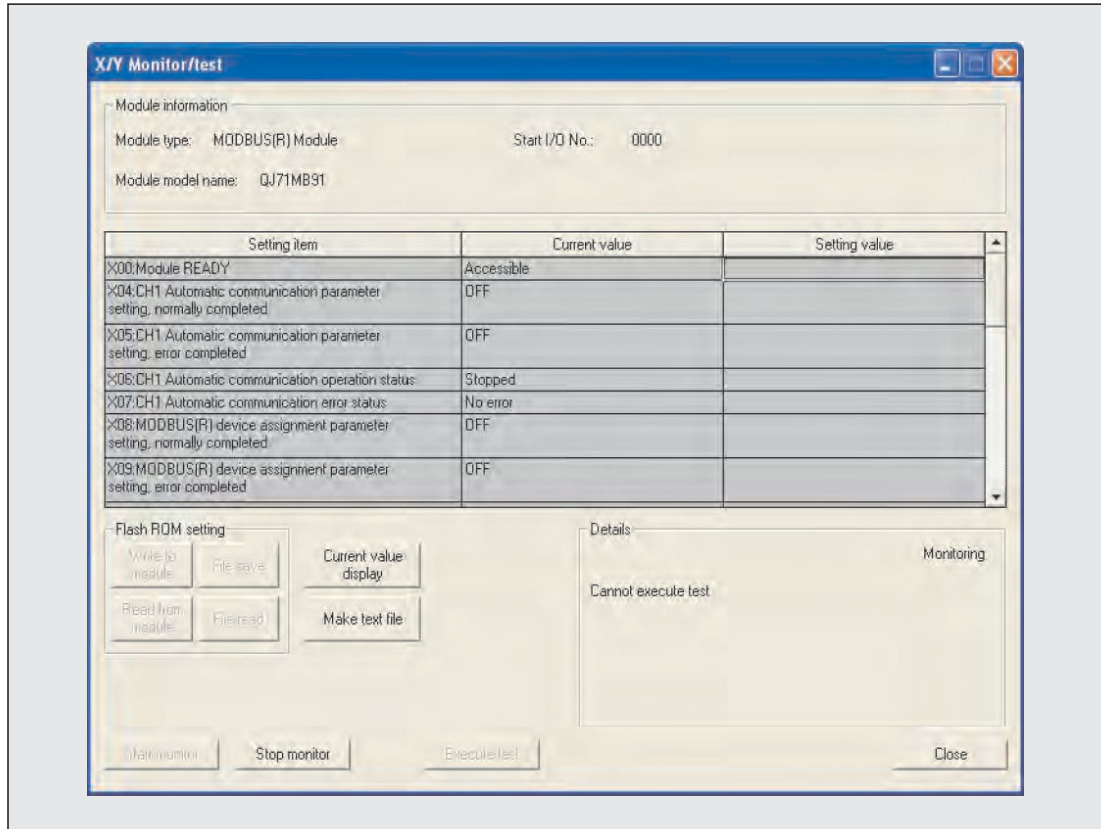 X/Y Monitor/test
Module information
Module type: MODBUS(R) Module Start I/O No.: 0000
Module model name: QJ71MB91
Setting item Current value Setting value
X00:Module READY Accessible
X04:CH1 Automatic communication parameter OFF
setting, normally completed
X05:CH1 Automatic communication parameter OFF
setting, error completed
X06:CH1 Automatic communication operation status Stopped
X07:CH1 Automatic communication error status No error
X08:MODBUS(R) device assignment parameter OFF
setting, normally completed
X09:MODBUS(R) device assignment parameter OFF
setting, error completed
Flash ROM setting
Write to
module
File save
Current value
display
Read from
module
File read
Make text file
Details
Monitoring
Cannot execute test
Start monitor
Stop monitor
Execute test
Close